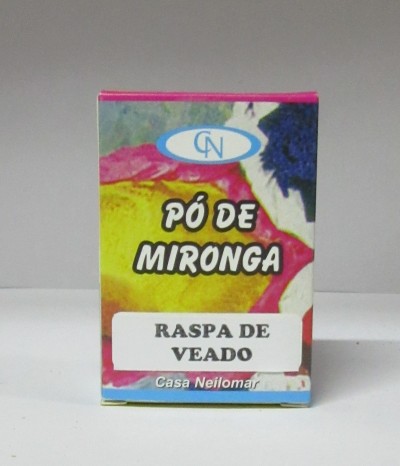 CN
PÓ DE
MIRONGA
RASPA DE
VEADO
Casa Neilomar